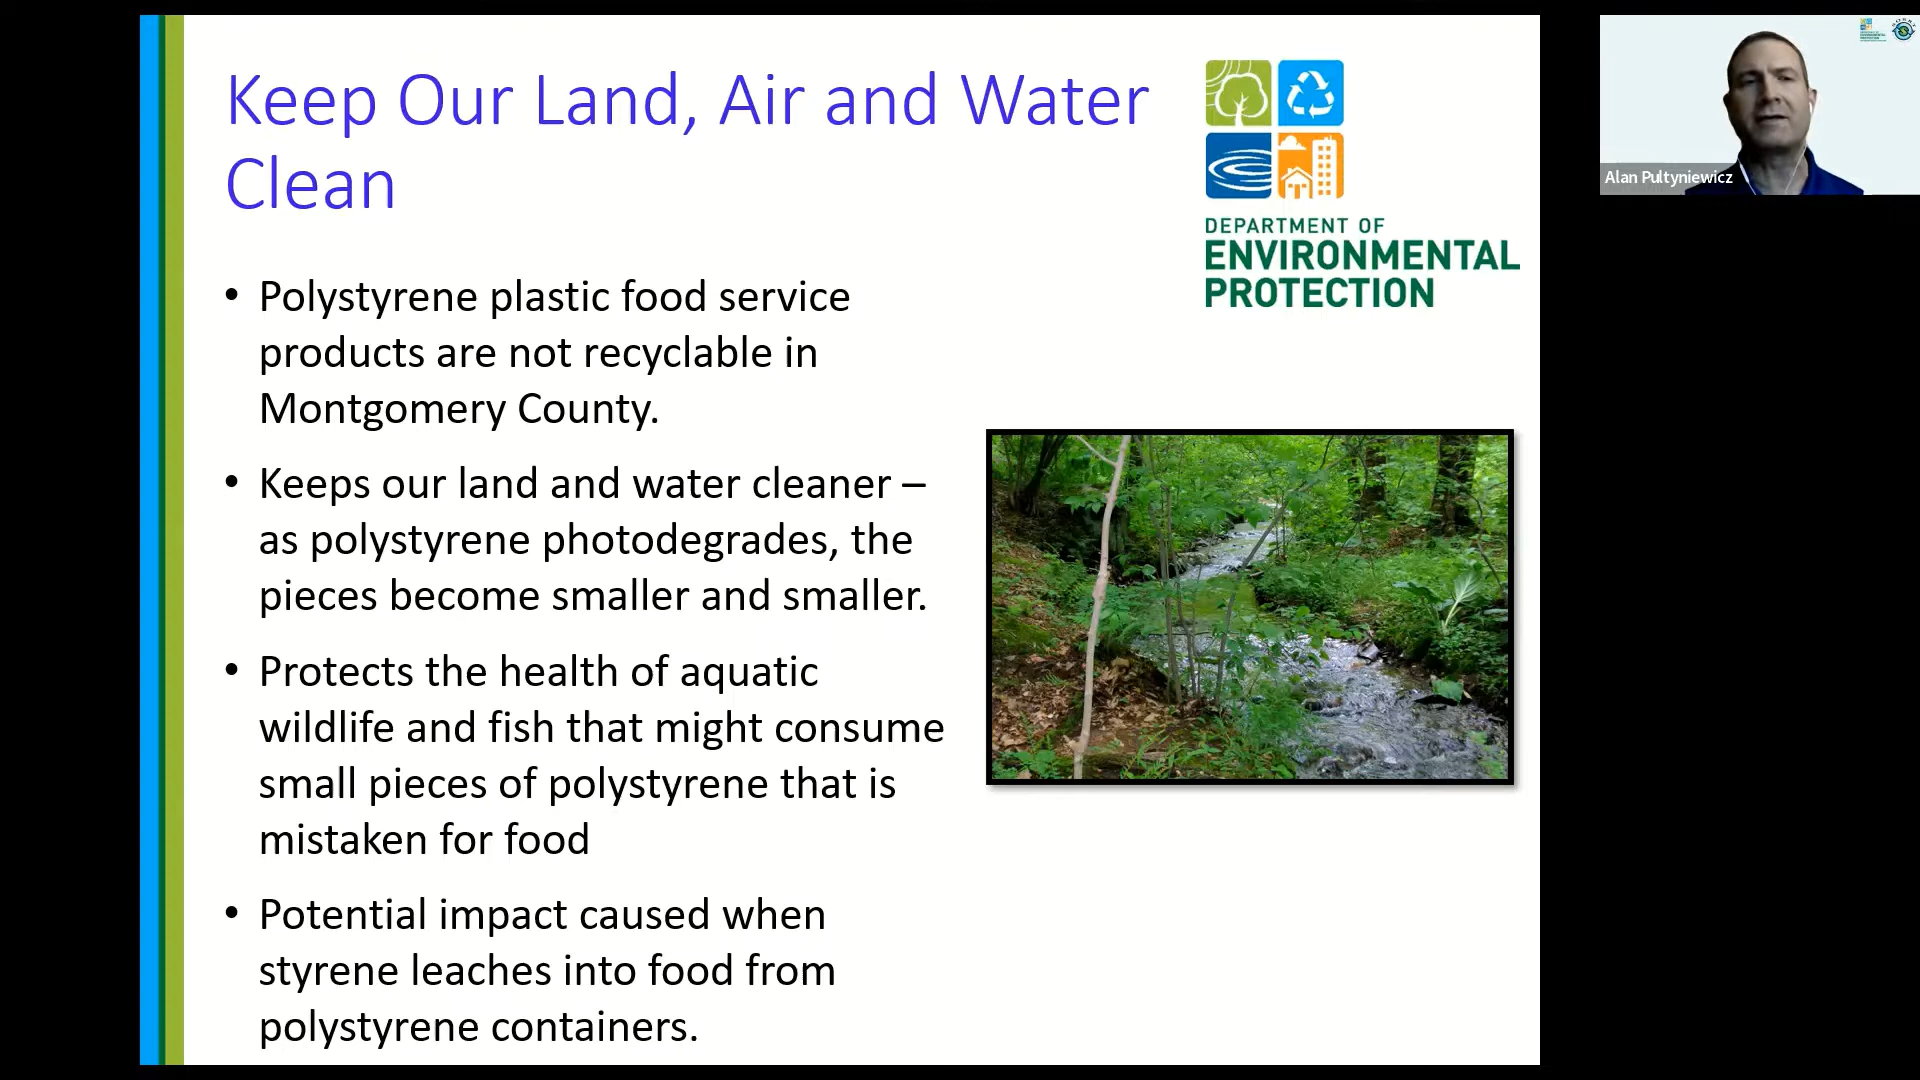 Keep Our Land, Air and Water
Clean
DEPARTMENT OF
ENVIRONMENTAL
PROTECTION
• Polystyrene plastic food service
products are not recyclable in
Montgomery County.
• Keeps our land and water cleaner –
as polystyrene photodegrades, the
pieces become smaller and smaller.
• Protects the health of aquatic
wildlife and fish that might consume
small pieces of polystyrene that is
mistaken for food
• Potential impact caused when
styrene leaches into food from
polystyrene containers.
Alan Pultyniewicz